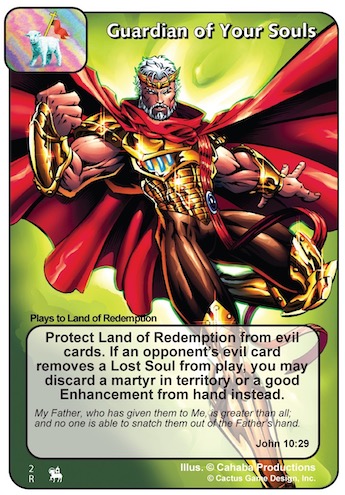 Guardian of Your Souls
Plays to Land of Redemption
Protect Land of Redemption from evil
cards. If an opponent's evil card
removes a Lost Soul from play, you may
discard a martyr in territory or a good
Enhancement from hand instead.
My Father, who has given them to Me, is greater than all;
and no one is able to snatch them out of the Father's hand.
John 10:29
2
R
Illus. © Cahaba Productions
© Cactus Game Design, Inc.